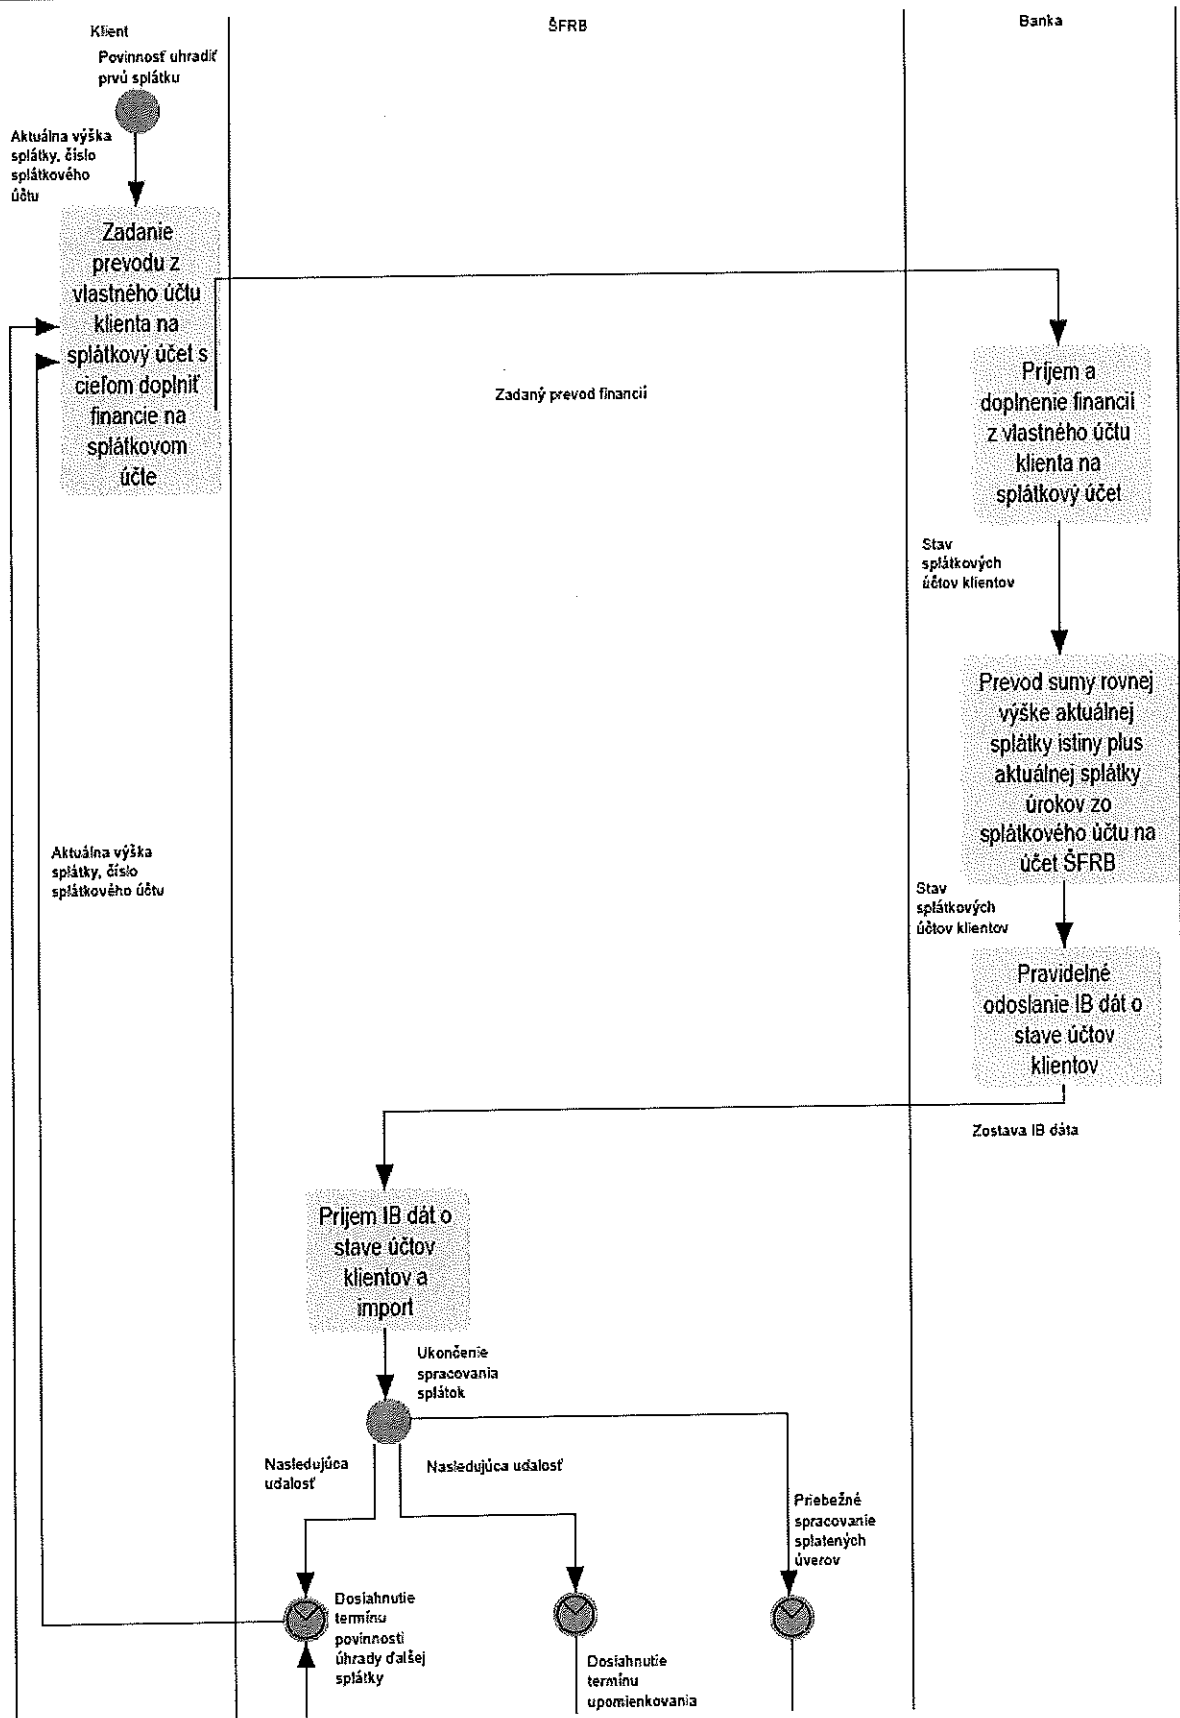 Klient
ŠFRB
Banka
Povinnosť uhradiť
prvú splátku
Aktuálna výška
splátky, číslo
splátkového
účtu
Zadanie
prevodu z
vlastného účtu
klienta na
splátkový účet s
cieľom doplniť
financie na
splátkovom
účte
Zadaný prevod financií
Príjem a
doplnenie financií
z vlastného účtu
klienta na
splátkový účet
Stav
splátkových
účtov klientov
Prevod sumy rovnej
výške aktuálnej
splátky istiny plus
aktuálnej splátky
úrokov zo
splátkového účtu na
účet ŠFRB
Aktuálna výška
splátky, číslo
splátkového účtu
Stav
splátkových
účtov klientov
Pravidelné
odoslanie IB dát o
stave účtov
klientov
Zostava IB dáta
Príjem IB dát o
stave účtov
klientov a
import
Ukončenie
spracovania
splátok
Nasledujúca
udalosť
Nasledujúca udalosť
Priebežné
spracovanie
splatených
úverov
Dosiahnutie
termínu
povinnosti
úhrady ďalšej
splátky
Dosiahnutie
termínu
upomienkovania